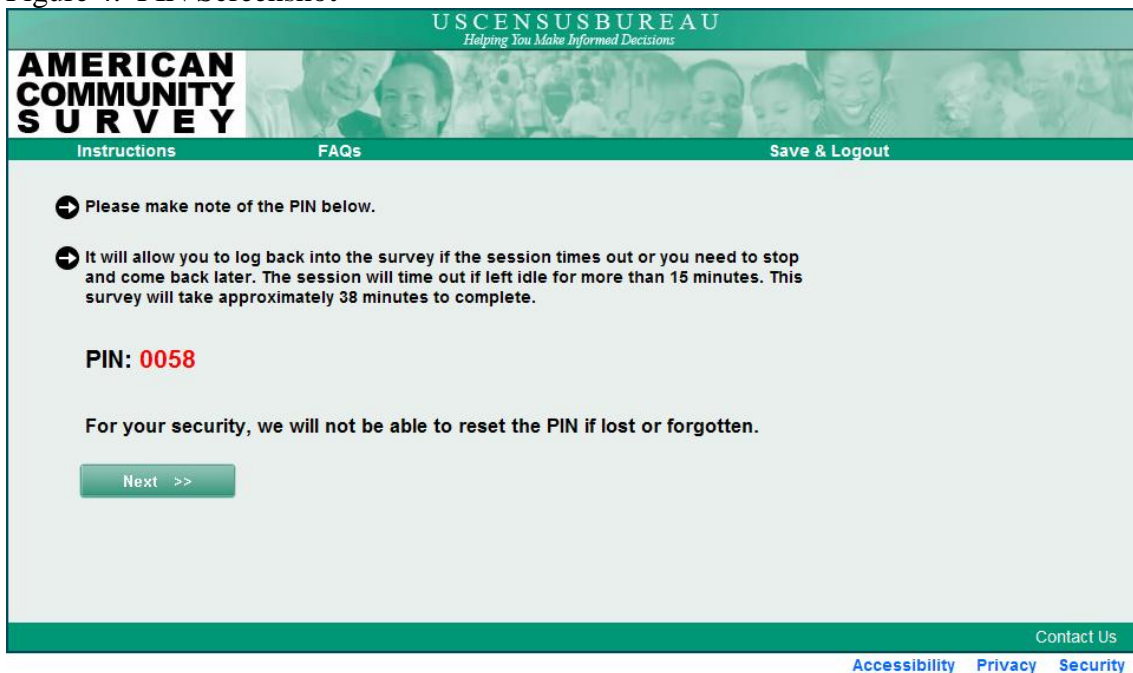 Figure 4. PIN Screenshot
USCENSUSBUREAU
Helping You Make Informed Decisions
AMERICAN
COMMUNITY
SURVEY
Instructions FAQs Save & Logout
Please make note of the PIN below.
It will allow you to log back into the survey if the session times out or you need to stop
and come back later. The session will time out if left idle for more than 15 minutes. This
survey will take approximately 38 minutes to complete.
PIN: 0058
For your security, we will not be able to reset the PIN if lost or forgotten.
Next >>
Contact Us
Accessibility Privacy Security